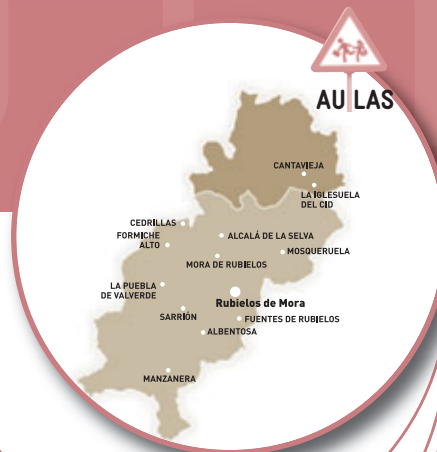 AULAS
CANTAVIEJA
LA IGLESUELA
DEL CID
CEDRILLAS
FORMICHE
ALTO
ALCALÁ DE LA SELVA
MOSQUERUELA
MORA DE RUBIELOS
LA PUEBLA
DE VALVERDE
Rubielos de Mora
SARRIÓN
FUENTES DE RUBIELOS
ALBENTOSA
MANZANERA